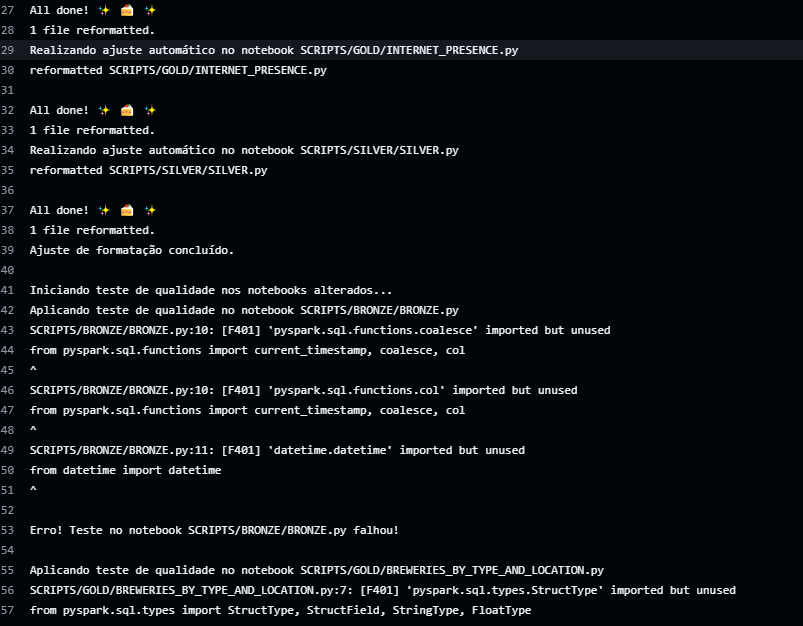 27 All done! ✨ 🍰 ✨
28 1 file reformatted.
29 Realizando ajuste automático no notebook SCRIPTS/GOLD/INTERNET_PRESENCE.py
30 reformatted SCRIPTS/GOLD/INTERNET_PRESENCE.py
31
32 All done! ✨ 🍰 ✨
33 1 file reformatted.
34 Realizando ajuste automático no notebook SCRIPTS/SILVER/SILVER.py
35 reformatted SCRIPTS/SILVER/SILVER.py
36
37 All done! ✨ 🍰 ✨
38 1 file reformatted.
39 Ajuste de formatação concluído.
40
41 Iniciando teste de qualidade nos notebooks alterados...
42 Aplicando teste de qualidade no notebook SCRIPTS/BRONZE/BRONZE.py
43 SCRIPTS/BRONZE/BRONZE.py:10: [F401] 'pyspark.sql.functions.coalesce' imported but unused
44 from pyspark.sql.functions import current_timestamp, coalesce, col
45 ^
46 SCRIPTS/BRONZE/BRONZE.py:10: [F401] 'pyspark.sql.functions.col' imported but unused
47 from pyspark.sql.functions import current_timestamp, coalesce, col
48 ^
49 SCRIPTS/BRONZE/BRONZE.py:11: [F401] 'datetime.datetime' imported but unused
50 from datetime import datetime
51 ^
52
53 Erro! Teste no notebook SCRIPTS/BRONZE/BRONZE.py falhou!
54
55 Aplicando teste de qualidade no notebook SCRIPTS/GOLD/BREWERIES_BY_TYPE_AND_LOCATION.py
56 SCRIPTS/GOLD/BREWERIES_BY_TYPE_AND_LOCATION.py:7: [F401] 'pyspark.sql.types.StructType' imported but unused
57 from pyspark.sql.types import StructType, StructField, StringType, FloatType